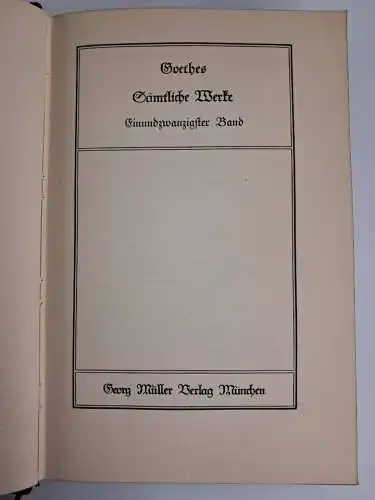 Goethes
Sämtliche Werke
Einundzwanzigster Band
Georg Müller Verlag München